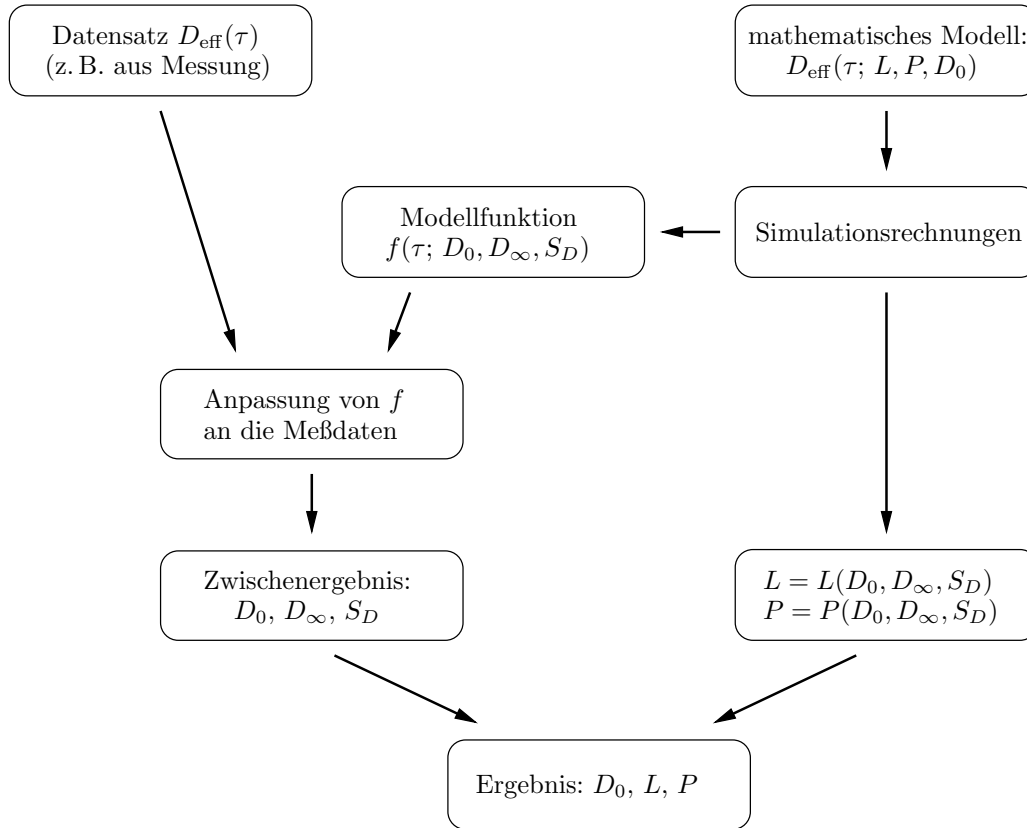 Datensatz D_eff(τ)
(z. B. aus Messung)
mathematisches Modell:
D_eff(τ; L, P, D_0)
Modellfunktion
f(τ; D_0, D_∞, S_D)
Simulationsrechnungen
Anpassung von f
an die Meßdaten
Zwischenergebnis:
D_0, D_∞, S_D
L = L(D_0, D_∞, S_D)
P = P(D_0, D_∞, S_D)
Ergebnis: D_0, L, P